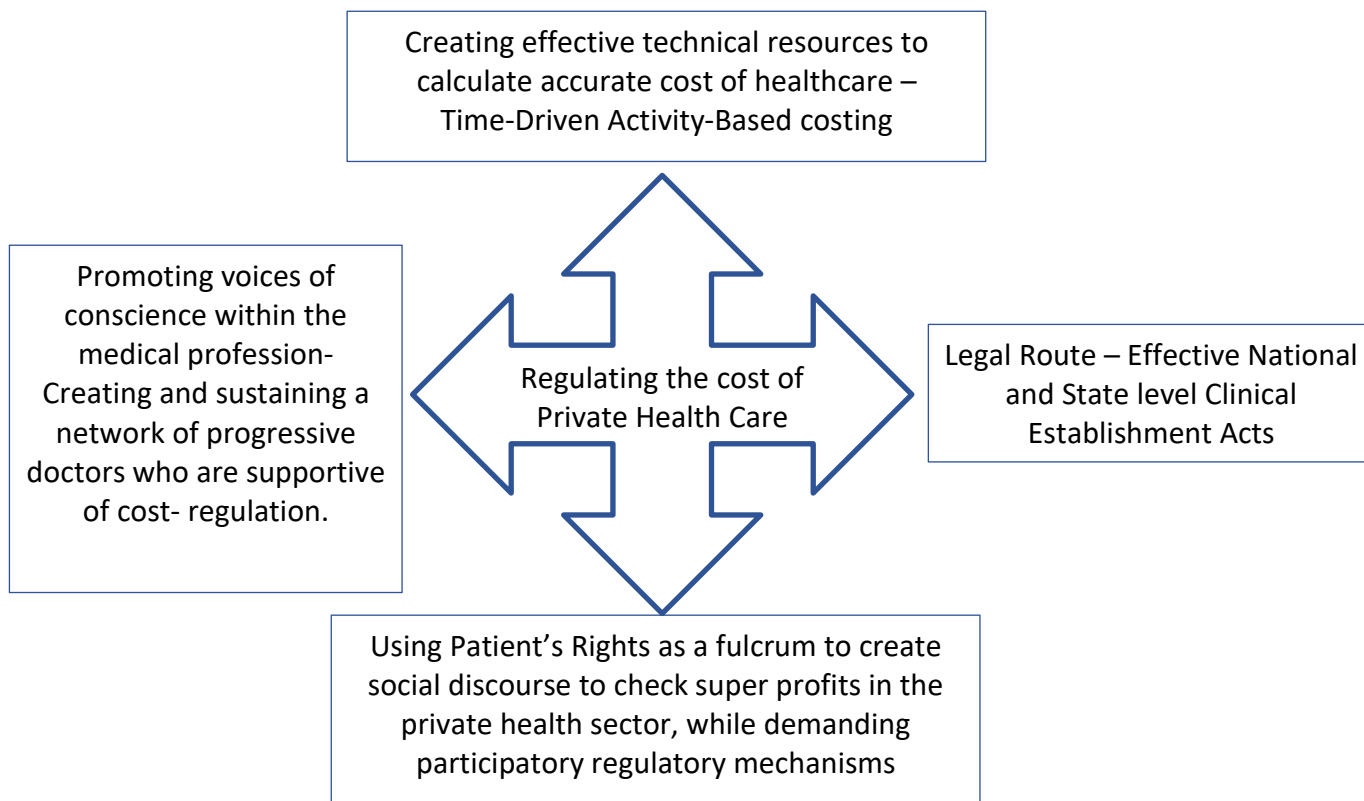 Creating effective technical resources to
calculate accurate cost of healthcare –
Time-Driven Activity-Based costing
Promoting voices of
conscience within the
medical profession-
Creating and sustaining a
network of progressive
doctors who are supportive
of cost- regulation.
Regulating the cost of
Private Health Care
Legal Route – Effective National
and State level Clinical
Establishment Acts
Using Patient’s Rights as a fulcrum to create
social discourse to check super profits in the
private health sector, while demanding
participatory regulatory mechanisms